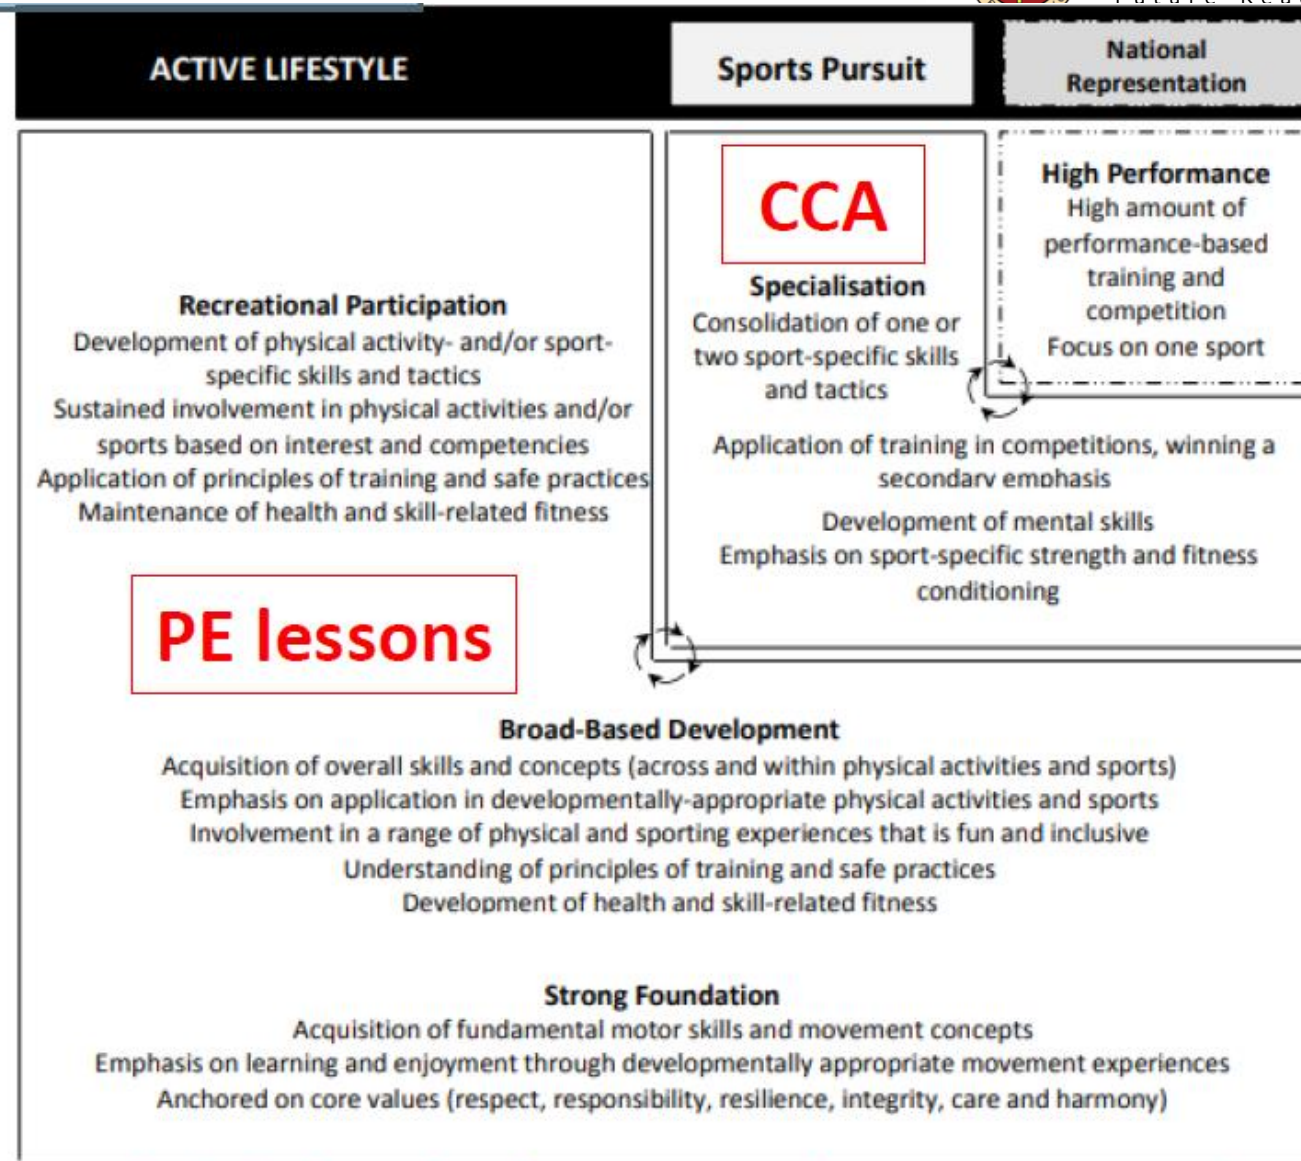 ACTIVE LIFESTYLE
Sports Pursuit
National
Representation
CCA
High Performance
High amount of
performance-based
training and
competition
Focus on one sport
Specialisation
Consolidation of one or
two sport-specific skills
and tactics
Recreational Participation
Development of physical activity- and/or sport-
specific skills and tactics
Sustained involvement in physical activities and/or
sports based on interest and competencies
Application of principles of training and safe practices
Maintenance of health and skill-related fitness
Application of training in competitions, winning a
secondary emphasis
Development of mental skills
Emphasis on sport-specific strength and fitness
conditioning
PE lessons
Broad-Based Development
Acquisition of overall skills and concepts (across and within physical activities and sports)
Emphasis on application in developmentally-appropriate physical activities and sports
Involvement in a range of physical and sporting experiences that is fun and inclusive
Understanding of principles of training and safe practices
Development of health and skill-related fitness
Strong Foundation
Acquisition of fundamental motor skills and movement concepts
Emphasis on learning and enjoyment through developmentally appropriate movement experiences
Anchored on core values (respect, responsibility, resilience, integrity, care and harmony)